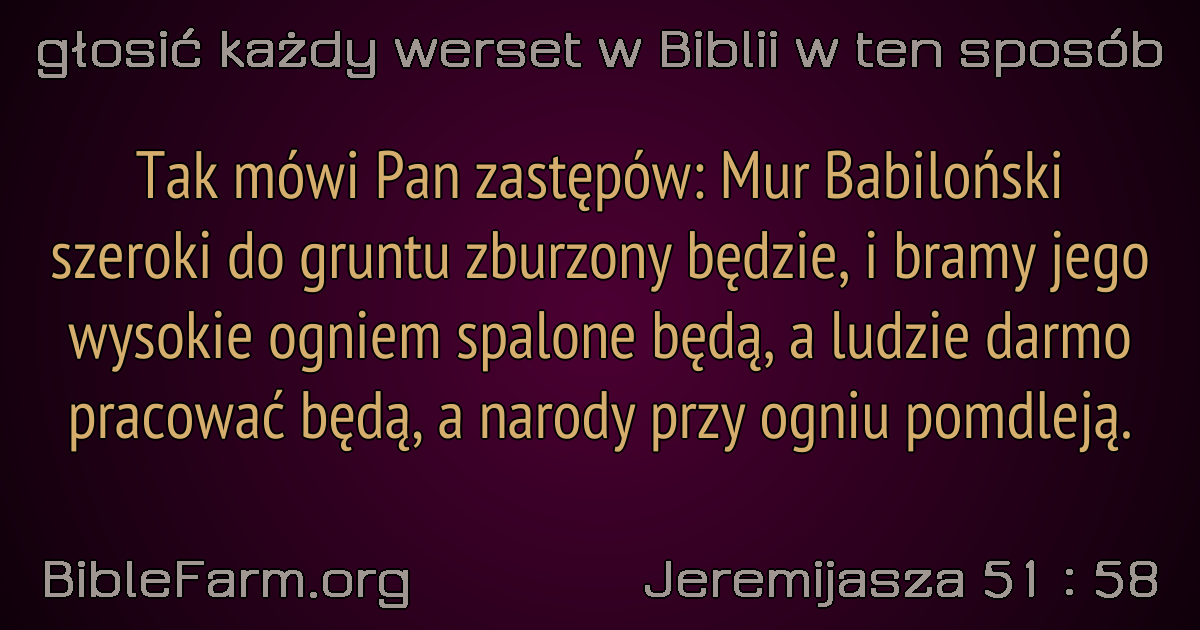 głosić każdy werset w Biblii w ten sposób
Tak mówi Pan zastępów: Mur Babiloński
szeroki do gruntu zburzony będzie, i bramy jego
wysokie ogniem spalone będą, a ludzie darmo
pracować będą, a narody przy ogniu pomdleją.
BibleFarm.org
Jeremijasza 51 : 58